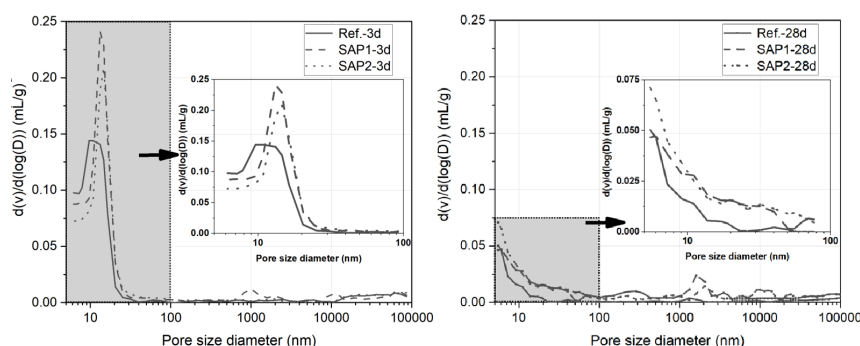 0.25
0.20
0.15
0.10
0.05
0.00
d(v)/d(log(D)) (mL/g)
Ref.-3d
SAP1-3d
SAP2-3d
0.25
0.20
0.15
0.10
0.05
0.00
d(v)/d(log(D)) (mL/g)
10
100
Pore size diameter (nm)
10
100
1000
10000
100000
Pore size diameter (nm)
0.25
0.20
0.15
0.10
0.05
0.00
d(v)/d(log(D)) (mL/g)
Ref.-28d
SAP1-28d
SAP2-28d
0.075
0.050
0.025
0.000
d(v)/d(log(D)) (mL/g)
10
100
Pore size diameter (nm)
10
100
1000
10000
100000
Pore size diameter (nm)